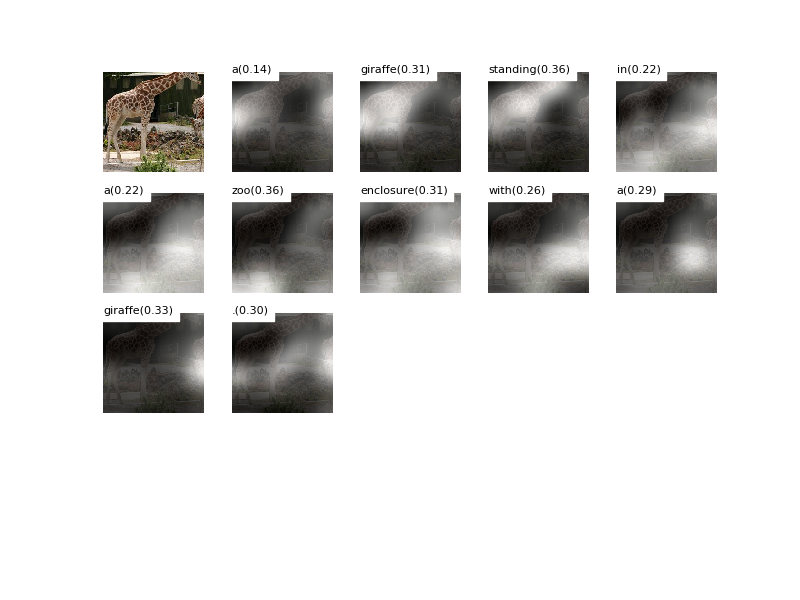 a(0.14) giraffe(0.31) standing(0.36) in(0.22)
a(0.22) zoo(0.36) enclosure(0.31) with(0.26) a(0.29)
giraffe(0.33) .(0.30)